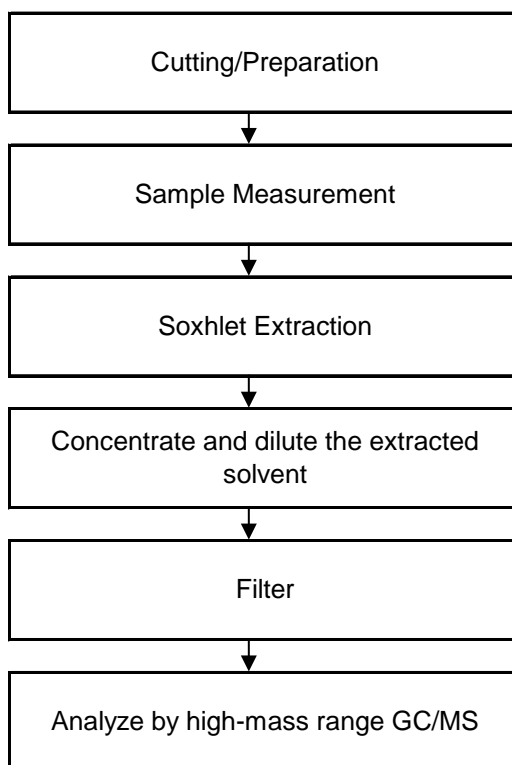 Cutting/Preparation
Sample Measurement
Soxhlet Extraction
Concentrate and dilute the extracted
solvent
Filter
Analyze by high-mass range GC/MS